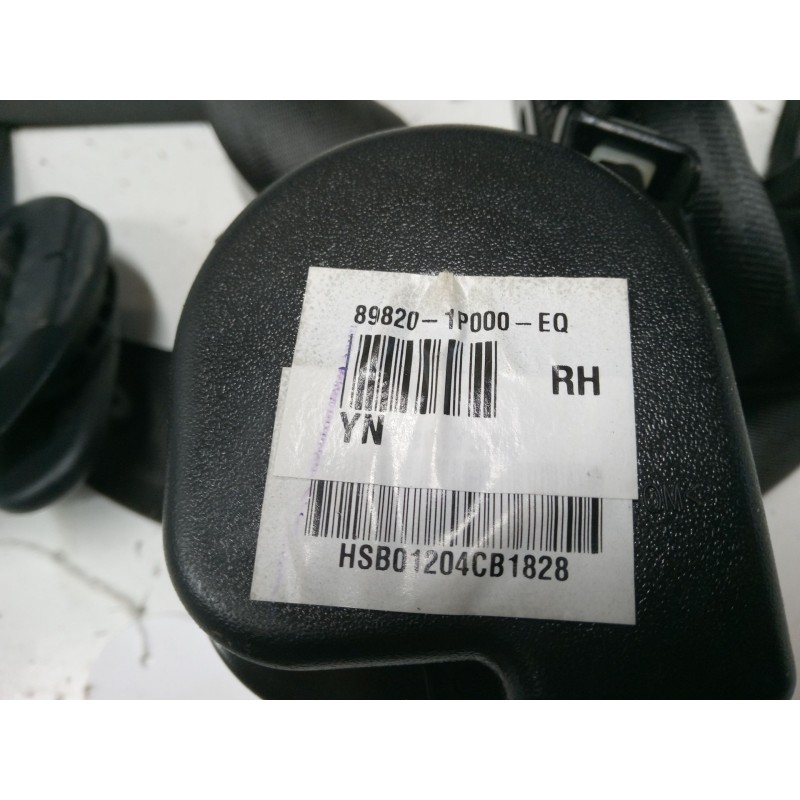 89820-1P000-EQ
RH
YN
HSB01204CB1828